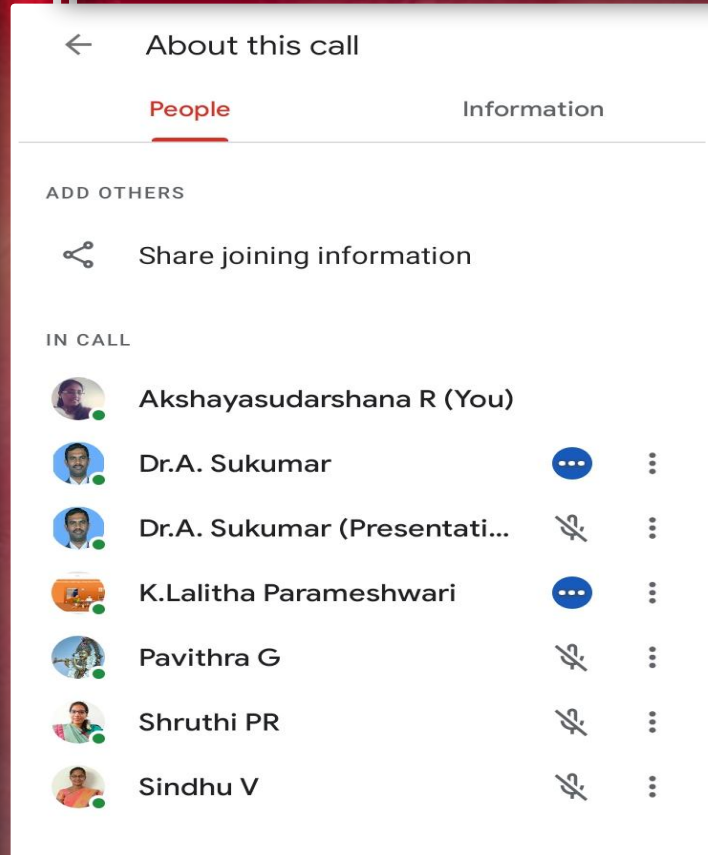 About this call
People Information
ADD OTHERS
Share joining information
IN CALL
Akshayasudarshana R (You)
Dr.A. Sukumar
Dr.A. Sukumar (Presentati...
K.Lalitha Parameshwari
Pavithra G
Shruthi PR
Sindhu V